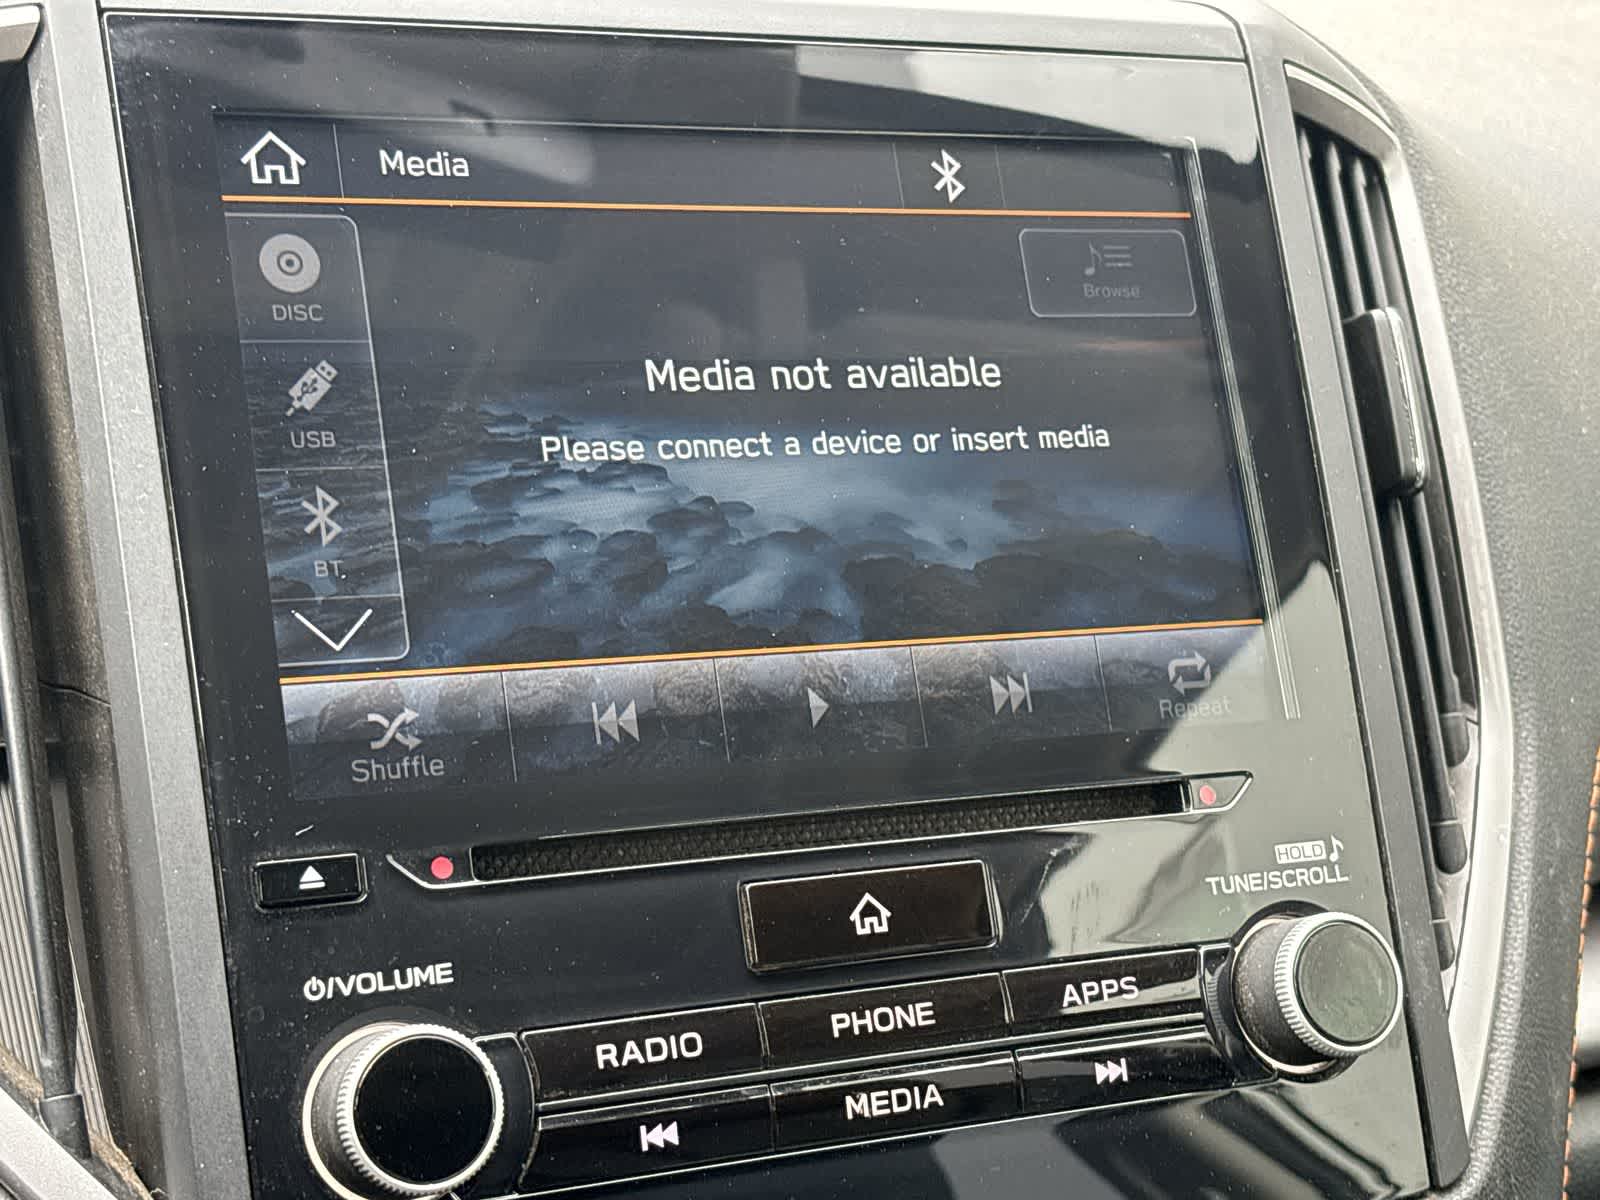 Media
DISC
Browse
USB
Media not available
Please connect a device or insert media
BT
Shuffle
Repeat
HOLD
TUNE/SCROLL
/VOLUME
RADIO
PHONE
APPS
MEDIA